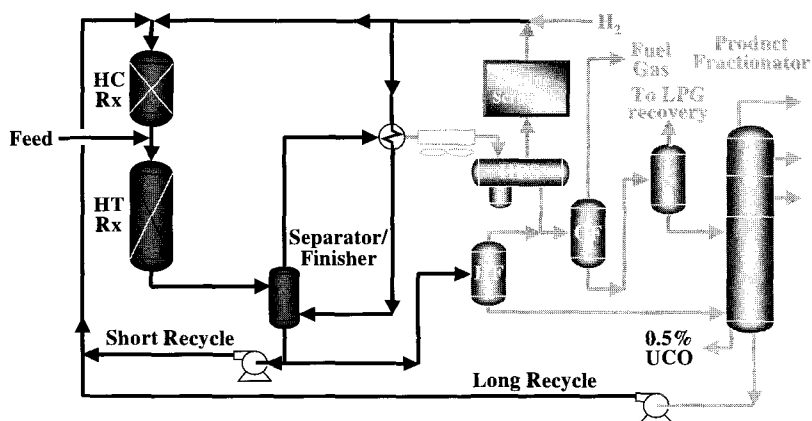 H2
Fuel
Gas
Product
Fractionator
HC
Rx
To LPG
recovery
Feed
HT
Rx
Separator/
Finisher
Short Recycle
0.5%
UCO
Long Recycle